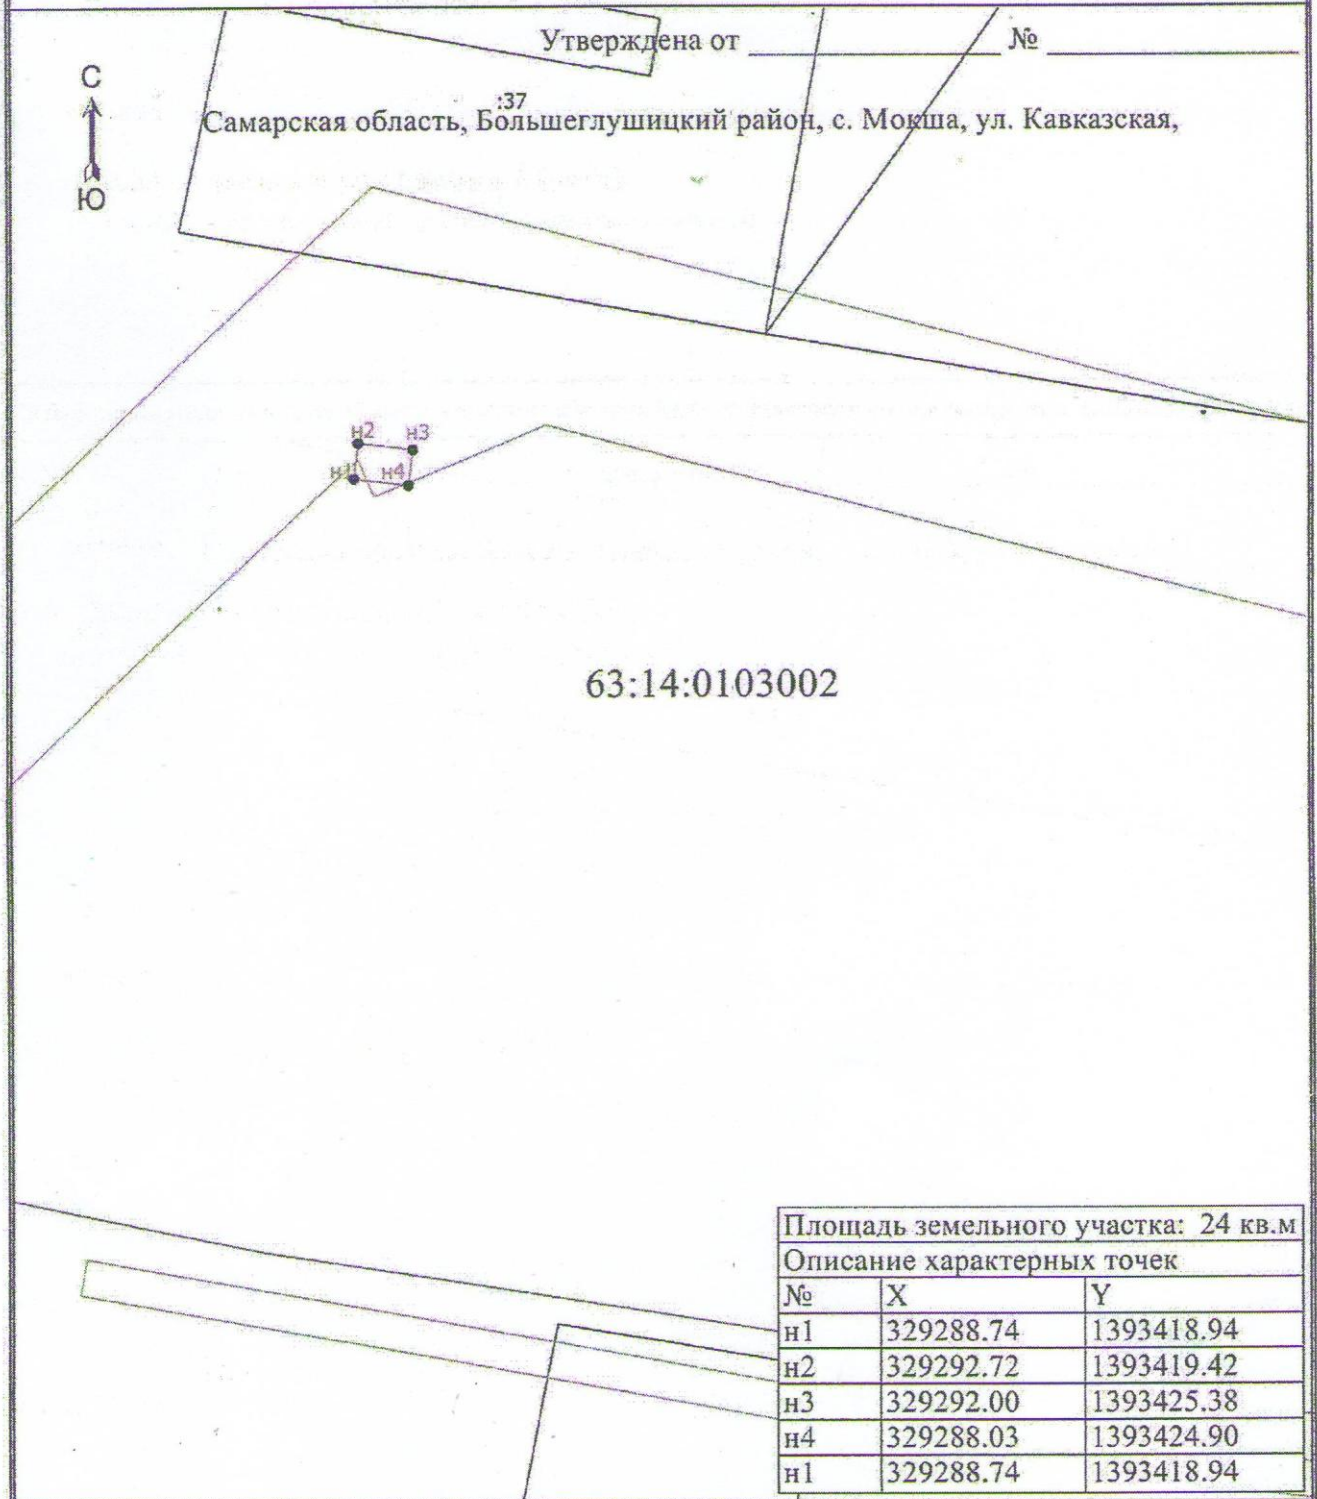 Утверждена от ____________ № ____________
С
:37
Самарская область, Большеглушицкий район, с. Мокша, ул. Кавказская,
Ю
н2 н3
н1 н4
63:14:0103002
Площадь земельного участка: 24 кв.м
Описание характерных точек
№ X Y
н1 329288.74 1393418.94
н2 329292.72 1393419.42
н3 329292.00 1393425.38
н4 329288.03 1393424.90
н1 329288.74 1393418.94